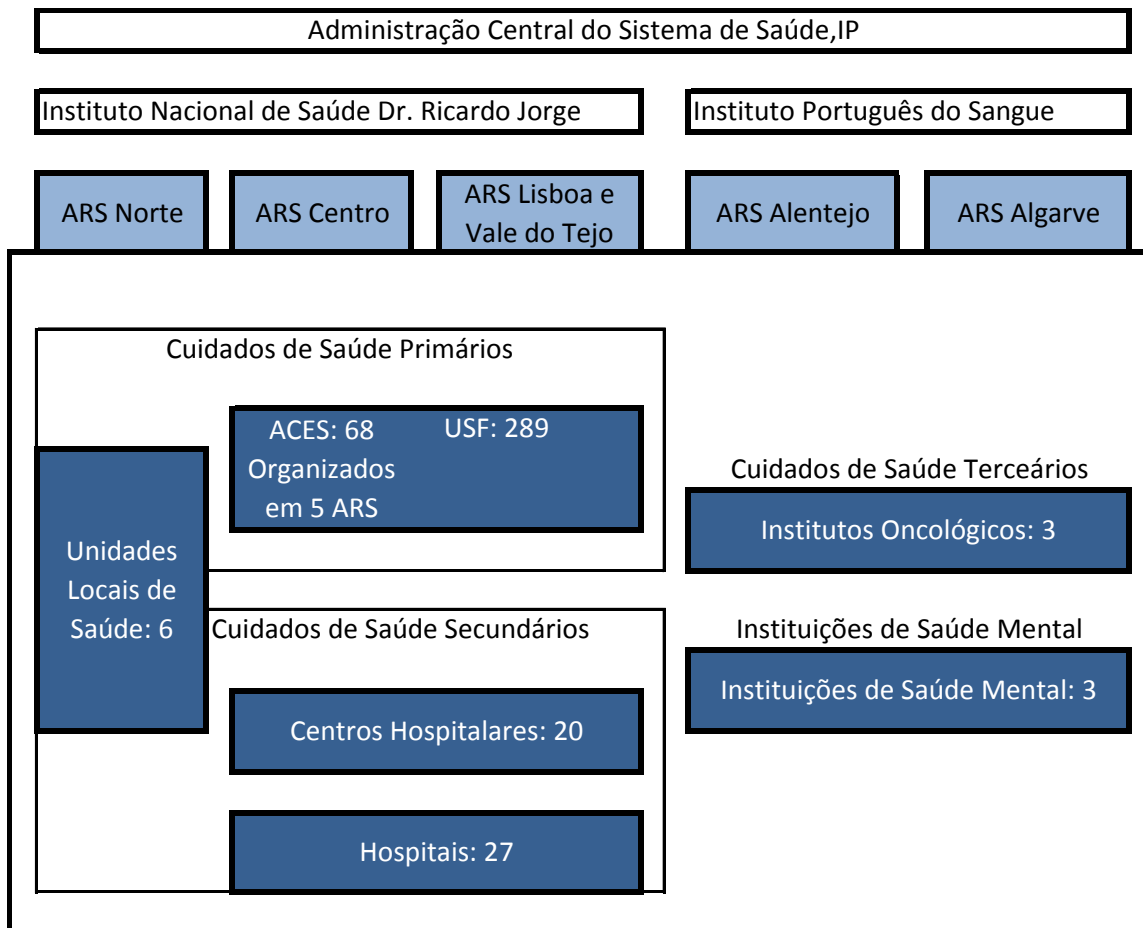 Administração Central do Sistema de Saúde,IP
Instituto Nacional de Saúde Dr. Ricardo Jorge
Instituto Português do Sangue
ARS Norte
ARS Centro
ARS Lisboa e
Vale do Tejo
ARS Alentejo
ARS Algarve
Cuidados de Saúde Primários
ACES: 68
Organizados
em 5 ARS
USF: 289
Unidades
Locais de
Saúde: 6
Cuidados de Saúde Secundários
Centros Hospitalares: 20
Hospitais: 27
Cuidados de Saúde Terceários
Institutos Oncológicos: 3
Instituições de Saúde Mental
Instituições de Saúde Mental: 3